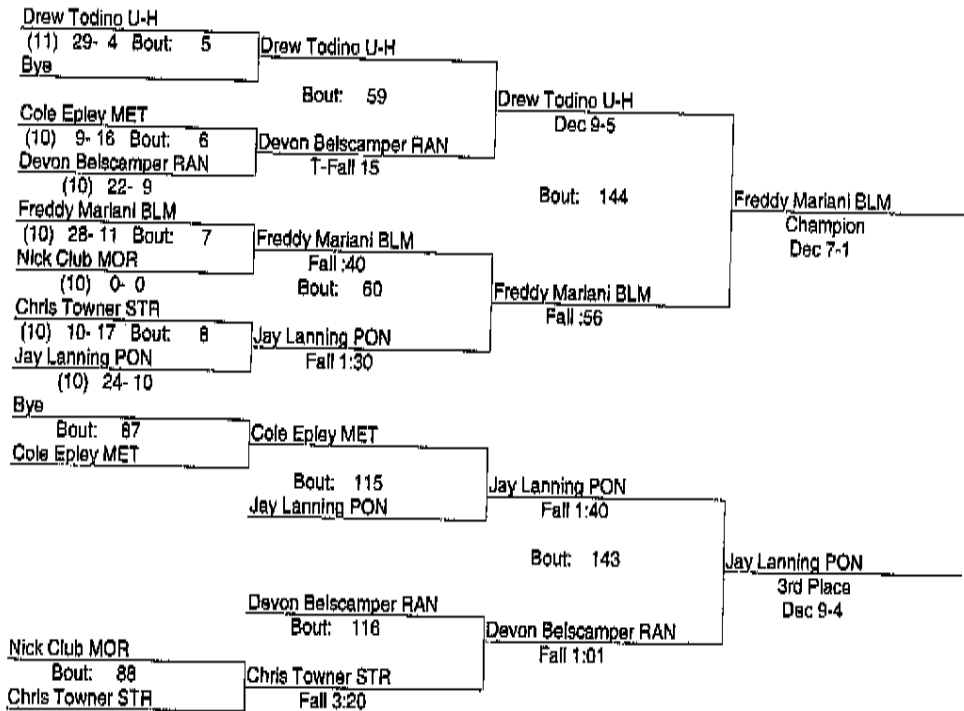 Drew Todino U-H
(11) 29- 4 Bout: 5
Bye
Drew Todino U-H
Bout: 59
Cole Epley MET
(10) 9- 16 Bout: 6
Devon Belscamper RAN
(10) 22- 9
Devon Belscamper RAN
T-Fall 15
Drew Todino U-H
Dec 9-5
Bout: 144
Freddy Mariani BLM
(10) 28- 11 Bout: 7
Nick Club MOR
(10) 0- 0
Freddy Mariani BLM
Fall :40
Bout: 60
Chris Towner STR
(10) 10- 17 Bout: 8
Jay Lanning PON
(10) 24- 10
Jay Lanning PON
Fall 1:30
Freddy Mariani BLM
Fall :56
Freddy Mariani BLM
Champion
Dec 7-1
Bye
Bout: 87
Cole Epley MET
Cole Epley MET
Bout: 115
Jay Lanning PON
Jay Lanning PON
Fall 1:40
Bout: 143
Devon Belscamper RAN
Bout: 116
Nick Club MOR
Bout: 88
Chris Towner STR
Chris Towner STR
Fall 3:20
Devon Belscamper RAN
Fall 1:01
Jay Lanning PON
3rd Place
Dec 9-4